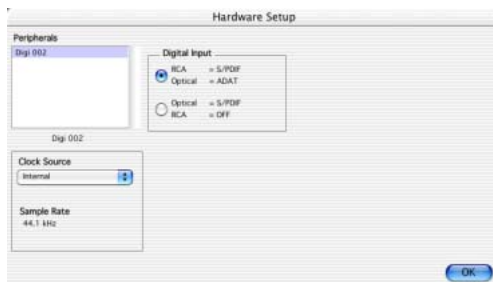 Hardware Setup
Peripherals
Digi 002
Digital Input
RCA = S/PDIF
Optical = ADAT
Optical = S/PDIF
RCA = OFF
Digi 002
Clock Source
Internal
Sample Rate
44.1 kHz
OK